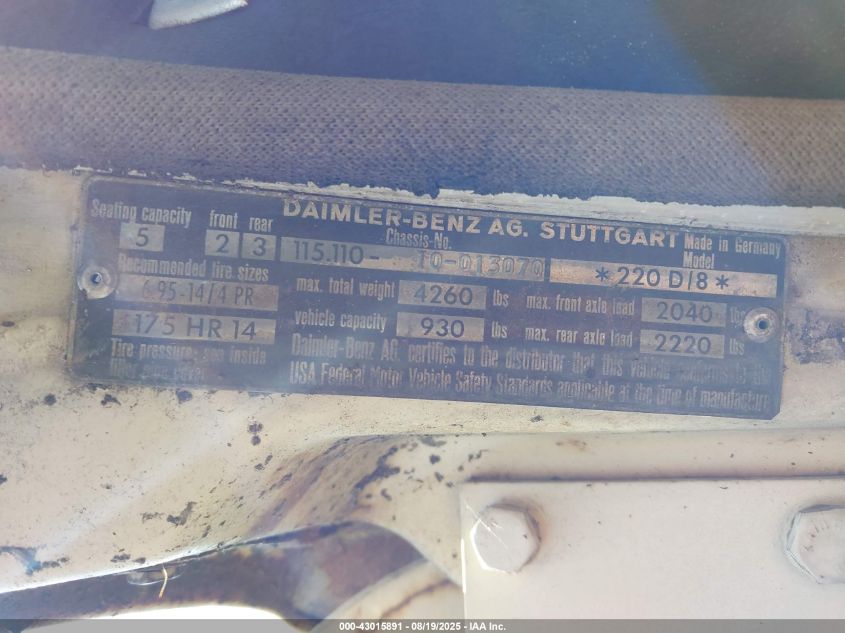 DAIMLER-BENZ AG. STUTTGART Made in Germany
Seating capacity front rear Chassis-No. Model
5 2 3 115.110- 10-013070 *220 D/8*
Recommended tire sizes max. total weight 4260 lbs max. front axle load 2040 lbs
6.95-14/4 PR
175 HR 14 vehicle capacity 930 lbs max. rear axle load 2220 lbs
Tire pressure: see inside Daimler-Benz AG. certifies to the distributor that this vehicle conforms to the
USA Federal Motor Vehicle Safety Standards applicable at the time of manufacture
000-43015891 - 08/19/2025 - IAA Inc.